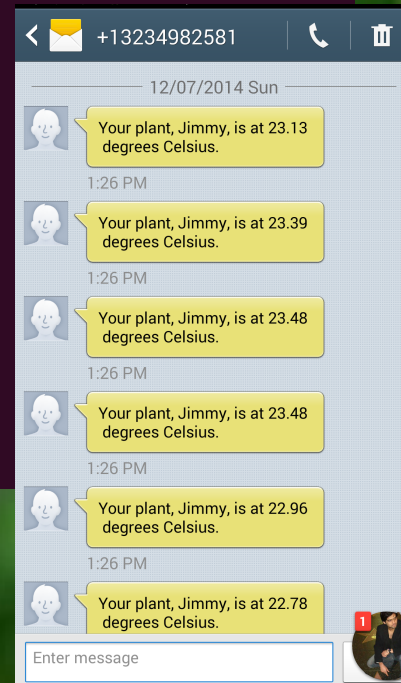 +13234982581
12/07/2014 Sun
Your plant, Jimmy, is at 23.13
degrees Celsius.
1:26 PM
Your plant, Jimmy, is at 23.39
degrees Celsius.
1:26 PM
Your plant, Jimmy, is at 23.48
degrees Celsius.
1:26 PM
Your plant, Jimmy, is at 23.48
degrees Celsius.
1:26 PM
Your plant, Jimmy, is at 22.96
degrees Celsius.
1:26 PM
Your plant, Jimmy, is at 22.78
degrees Celsius.
1
Enter message